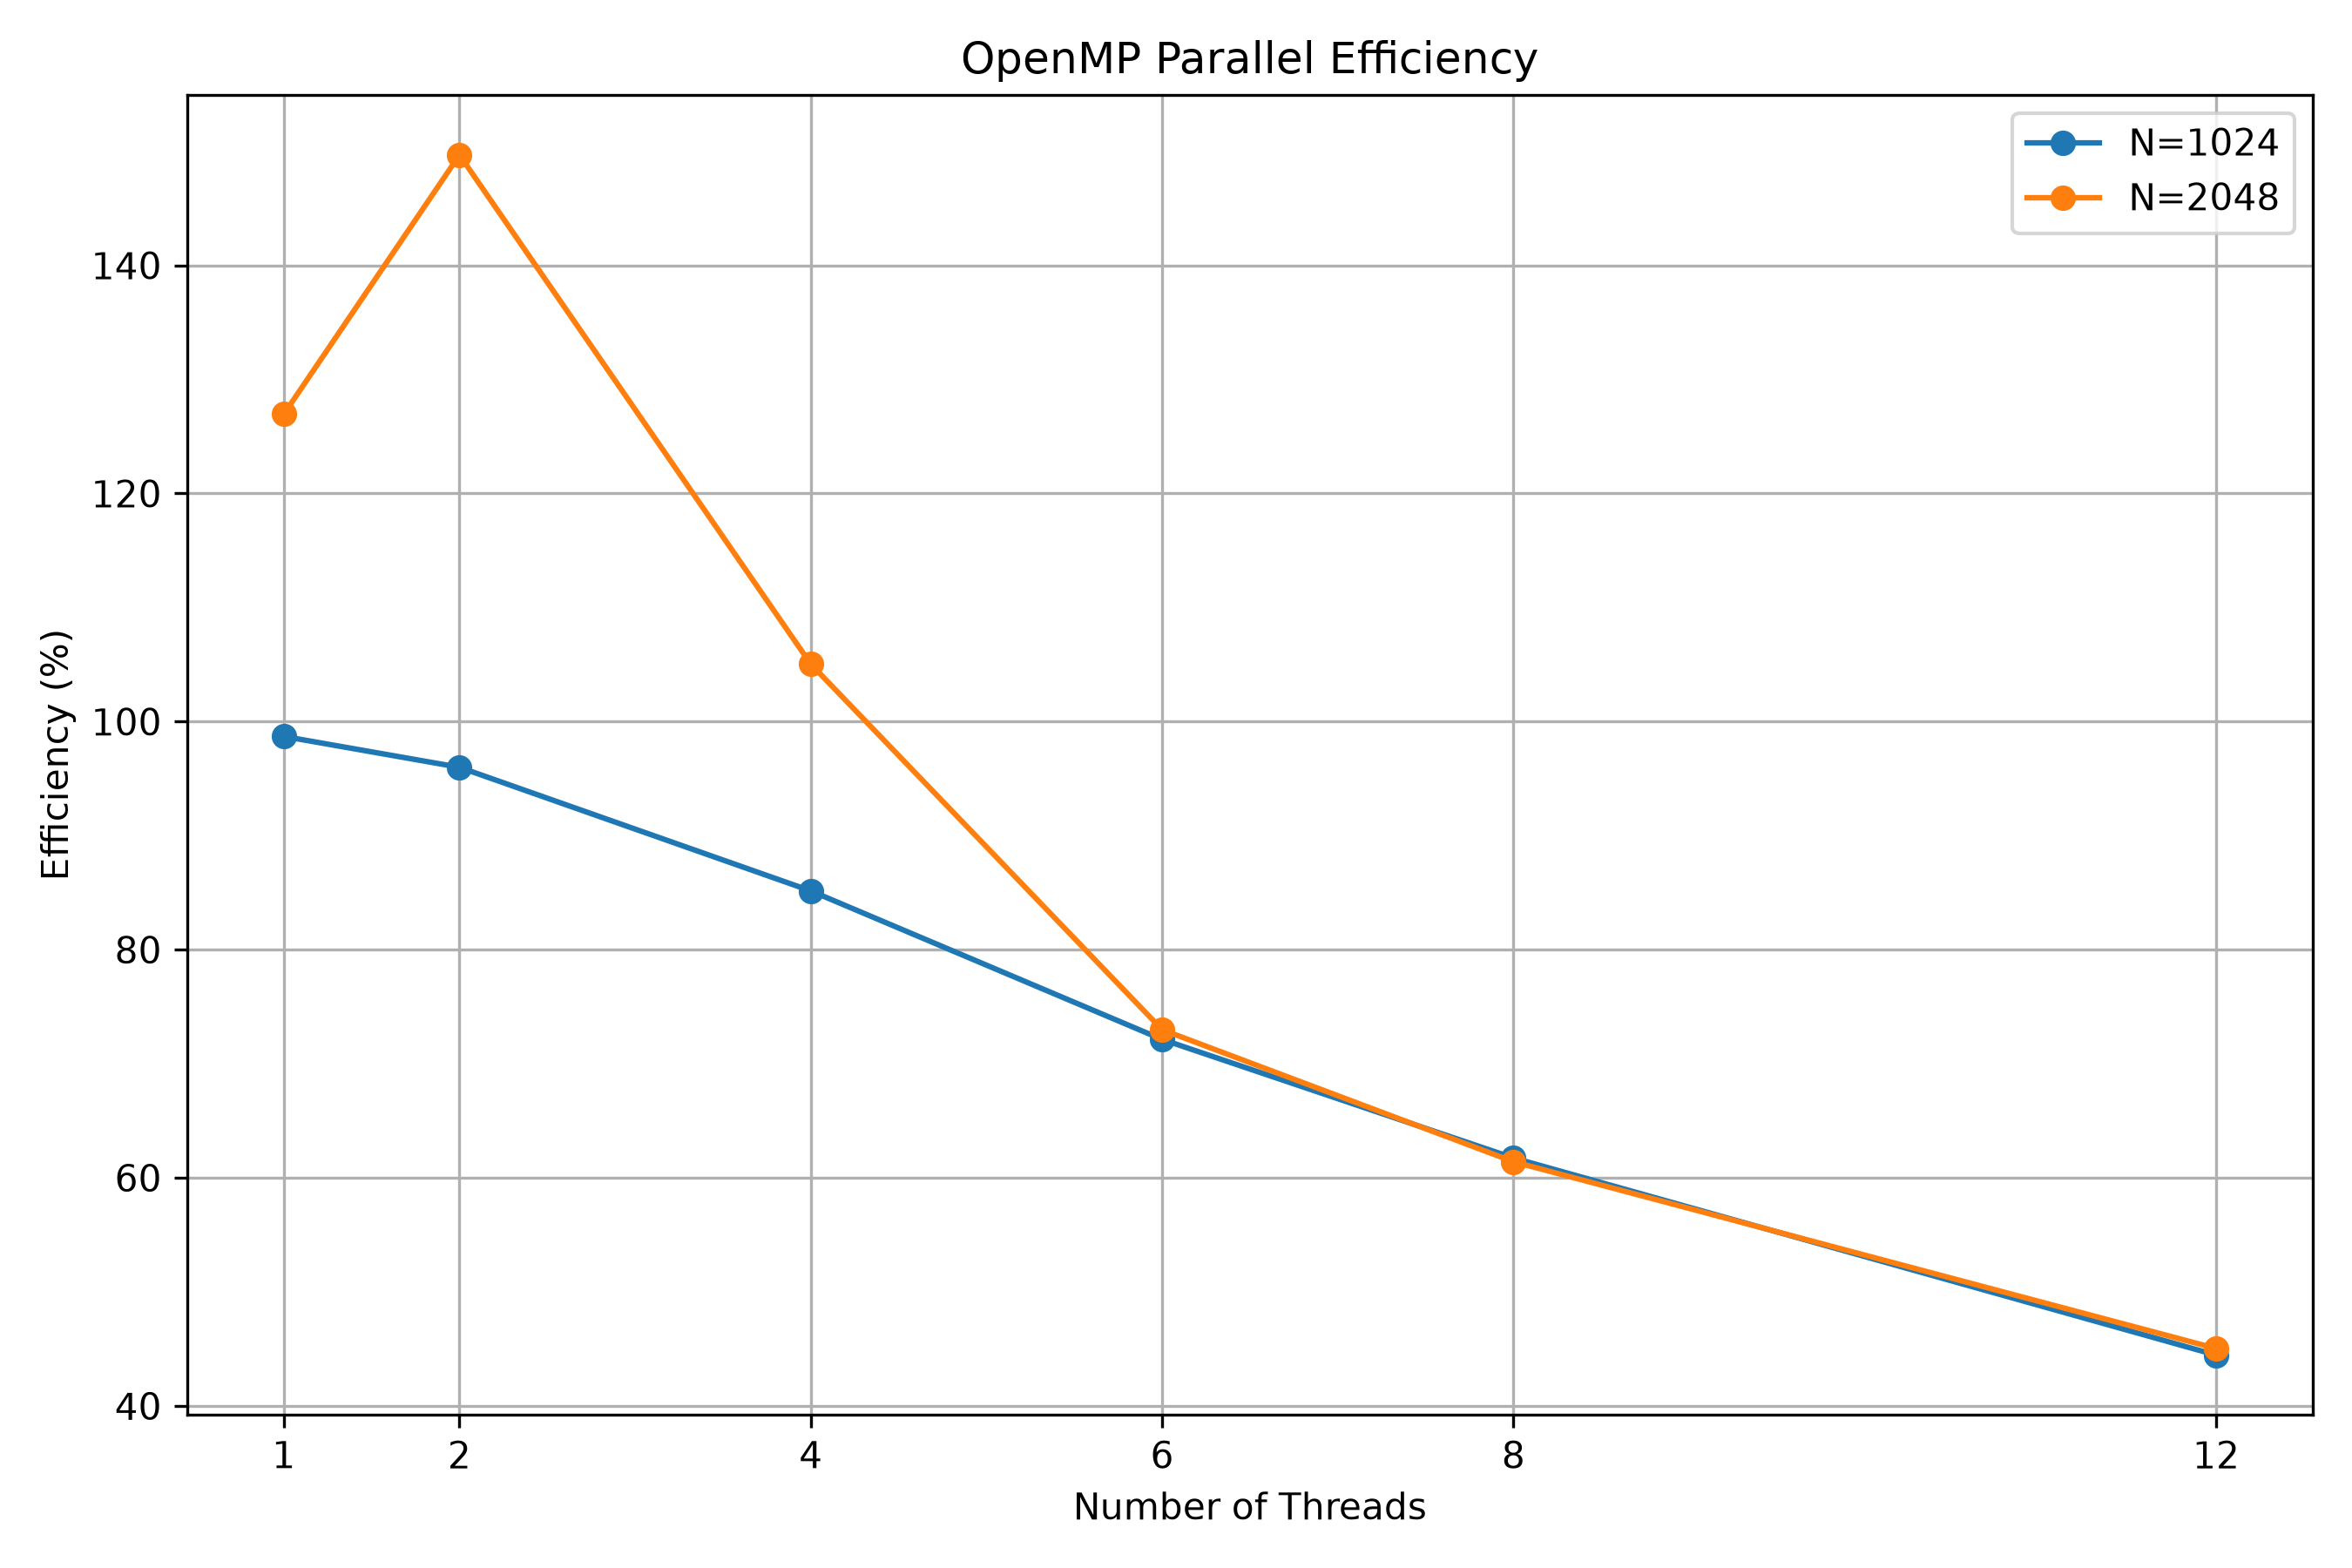 OpenMP Parallel Efficiency
N=1024
N=2048
Efficiency (%)
140
120
100
80
60
40
1 2 4 6 8 12
Number of Threads